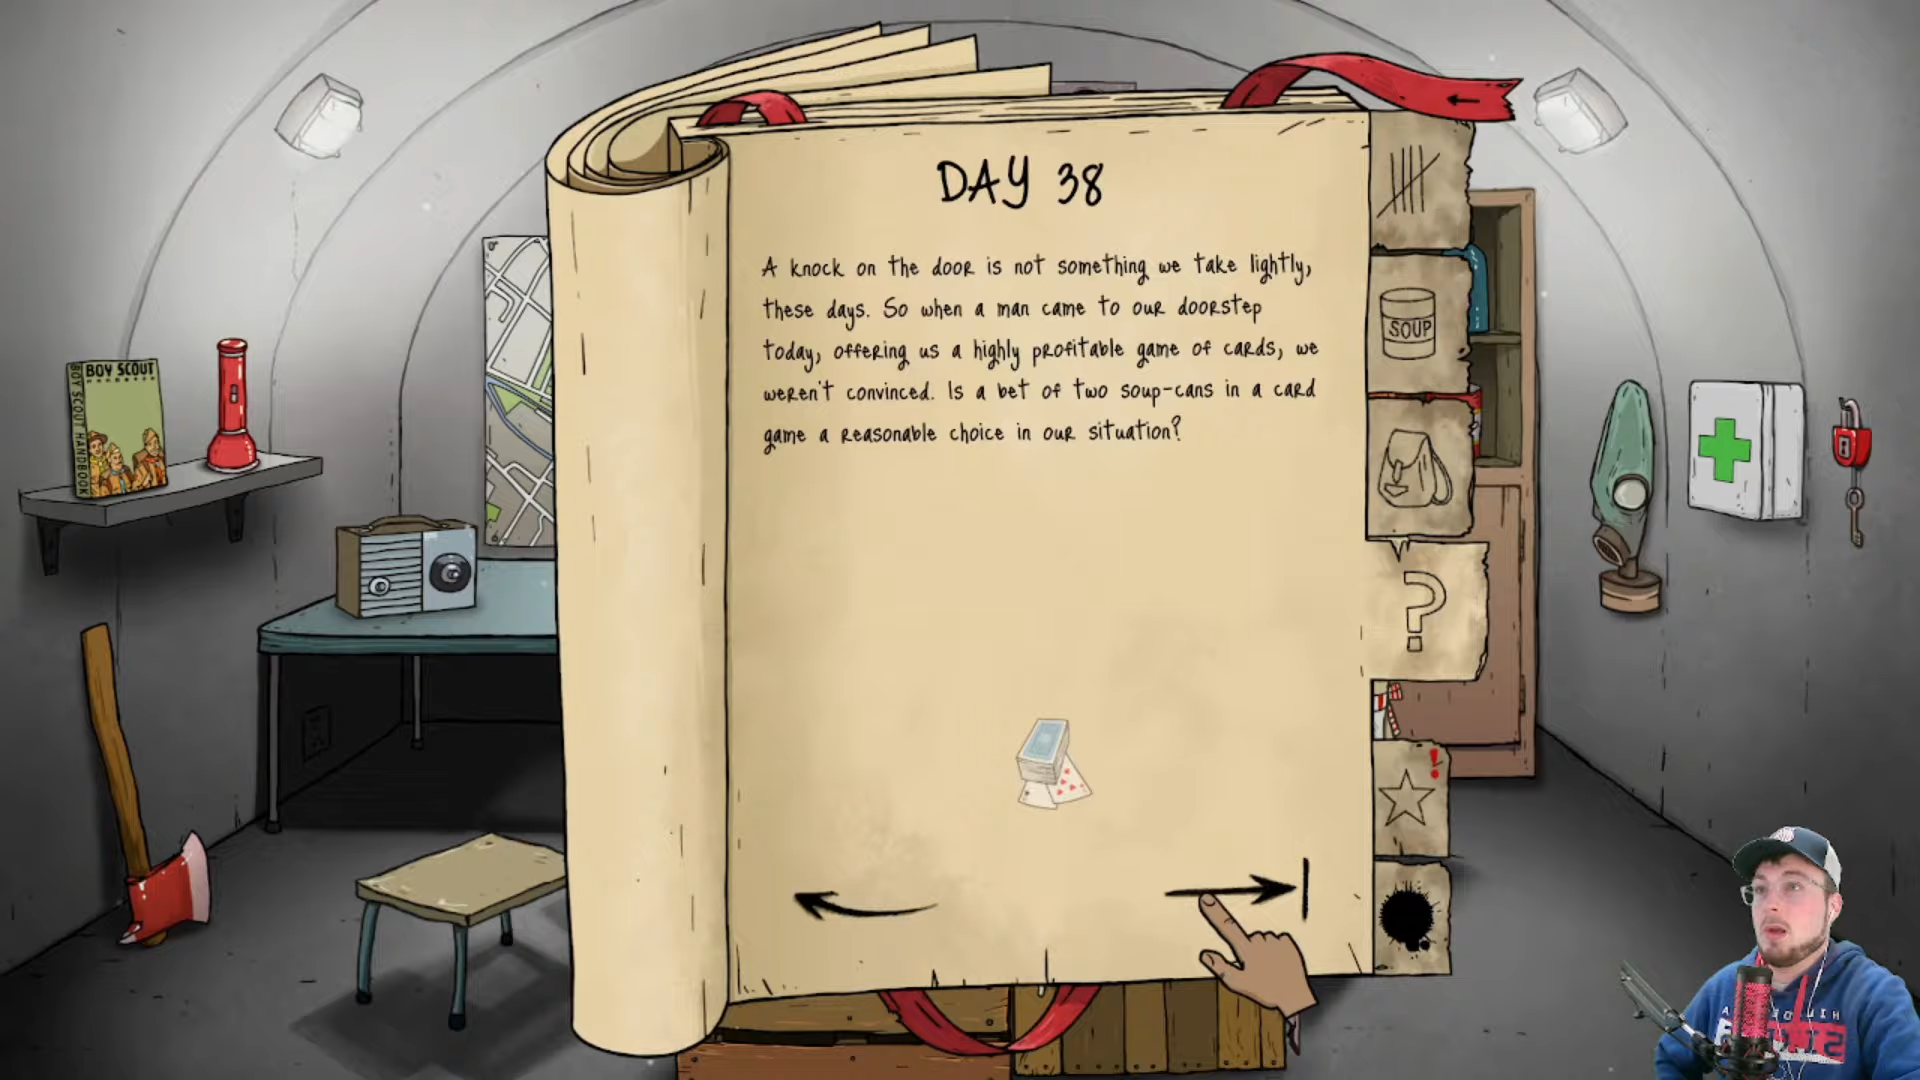 DAY 38
A knock on the door is not something we take lightly,
these days. So when a man came to our doorstep
today, offering us a highly profitable game of cards, we
weren't convinced. Is a bet of two soup-cans in a card
game a reasonable choice in our situation?
BOY SCOUT
BOY SCOUT HANDBOOK
SOUP